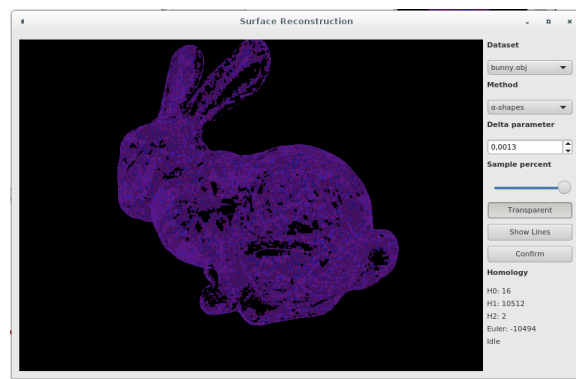 Surface Reconstruction
Dataset
bunny.obj
Method
α-shapes
Delta parameter
0,0013
Sample percent
Transparent
Show Lines
Confirm
Homology
H0: 16
H1: 10512
H2: 2
Euler: -10494
Idle